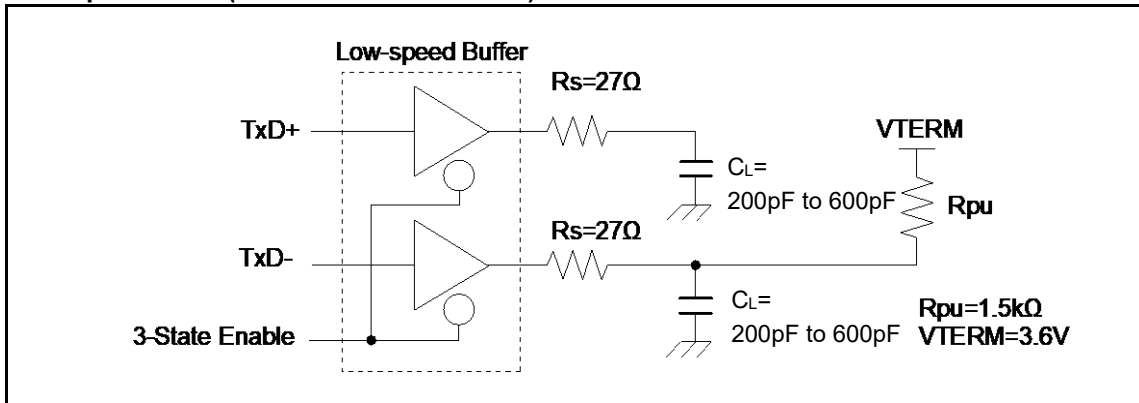 Low-speed Buffer
Rs=27Ω
TxD+
VTERM
CL=
200pF to 600pF
Rpu
Rs=27Ω
TxD-
CL=
200pF to 600pF
Rpu=1.5kΩ
VTERM=3.6V
3-State Enable